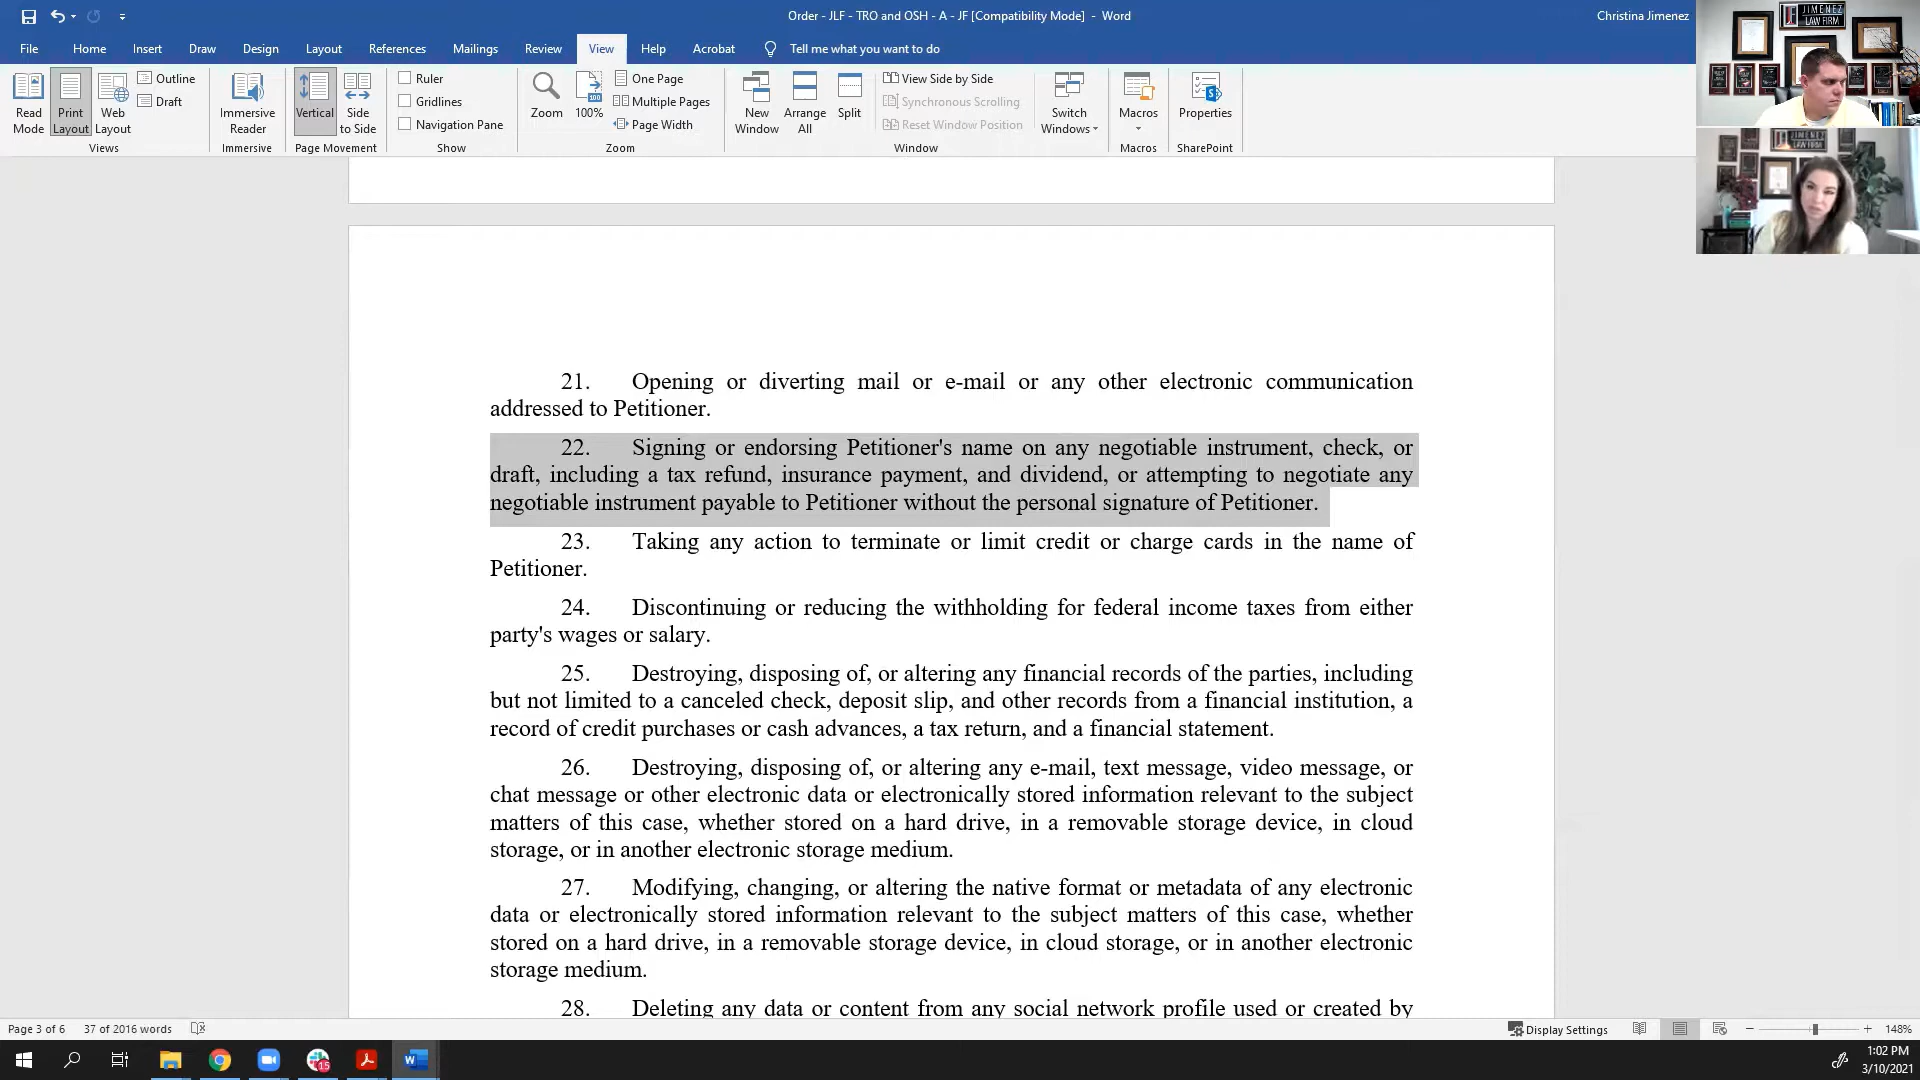 Order - JLF - TRO and OSH - A - JF [Compatibility Mode] - Word
Christina Jimenez
File Home Insert Draw Design Layout References Mailings Review View Help Acrobat Tell me what you want to do
Read Mode
Print Layout
Web Layout
Outline
Draft
Views
Immersive Reader
Immersive
Vertical
Side to Side
Page Movement
Ruler
Gridlines
Navigation Pane
Show
Zoom
100
100%
One Page
Multiple Pages
Page Width
Zoom
New Window
Arrange All
Split
View Side by Side
Synchronous Scrolling
Reset Window Position
Window
Switch Windows
Macros
Macros
Properties
SharePoint
JIMENEZ
LAW FIRM
JIMENEZ
LAW FIRM
21. Opening or diverting mail or e-mail or any other electronic communication
addressed to Petitioner.
22. Signing or endorsing Petitioner's name on any negotiable instrument, check, or
draft, including a tax refund, insurance payment, and dividend, or attempting to negotiate any
negotiable instrument payable to Petitioner without the personal signature of Petitioner.
23. Taking any action to terminate or limit credit or charge cards in the name of
Petitioner.
24. Discontinuing or reducing the withholding for federal income taxes from either
party's wages or salary.
25. Destroying, disposing of, or altering any financial records of the parties, including
but not limited to a canceled check, deposit slip, and other records from a financial institution, a
record of credit purchases or cash advances, a tax return, and a financial statement.
26. Destroying, disposing of, or altering any e-mail, text message, video message, or
chat message or other electronic data or electronically stored information relevant to the subject
matters of this case, whether stored on a hard drive, in a removable storage device, in cloud
storage, or in another electronic storage medium.
27. Modifying, changing, or altering the native format or metadata of any electronic
data or electronically stored information relevant to the subject matters of this case, whether
stored on a hard drive, in a removable storage device, in cloud storage, or in another electronic
storage medium.
28. Deleting any data or content from any social network profile used or created by
Page 3 of 6 37 of 2016 words
Display Settings
148%
15
1:02 PM
3/10/2021